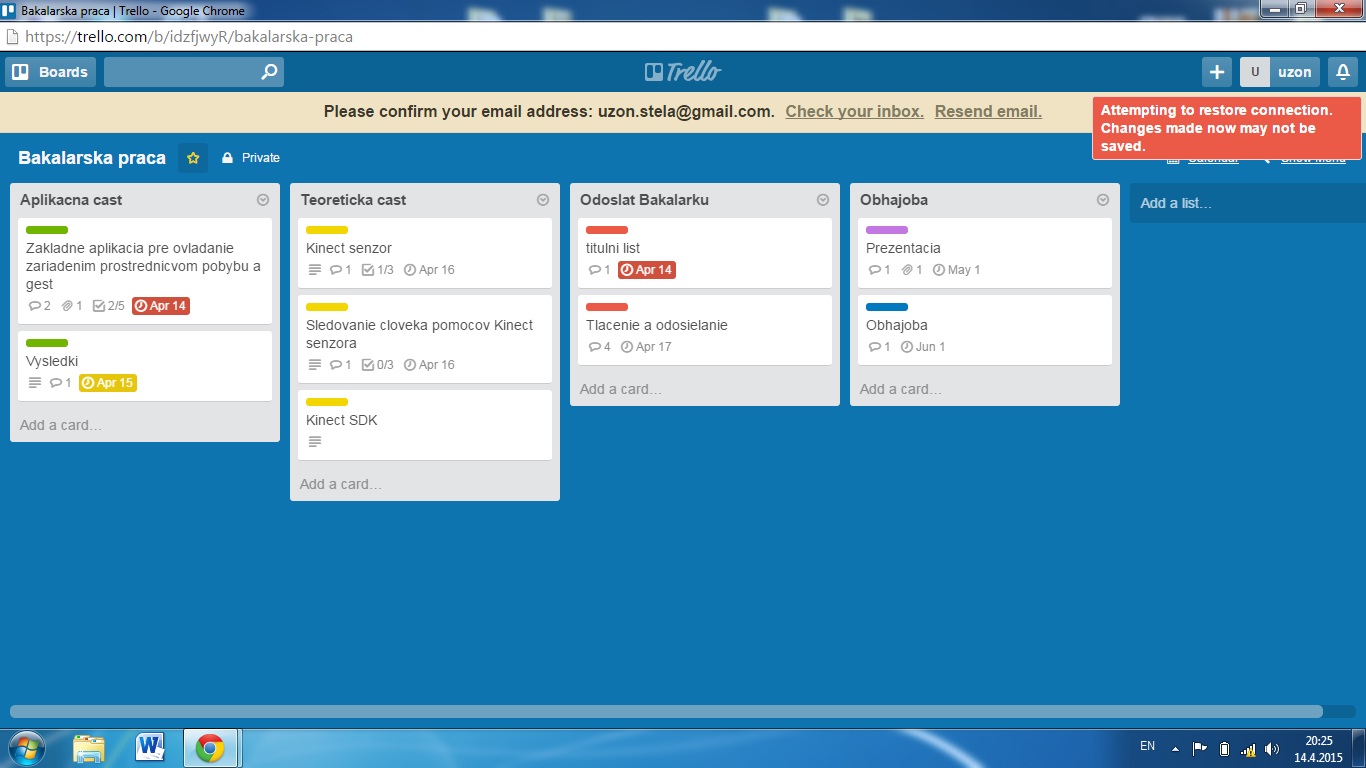 Bakalarska praca | Trello - Google Chrome
https://trello.com/b/idzfjwyR/bakalarska-praca
Boards
Trello
U uzon
Please confirm your email address: uzon.stela@gmail.com. Check your inbox. Resend email.
Attempting to restore connection.
Changes made now may not be
saved.
Bakalarska praca Private Calendar Show Menu
Aplikacna cast
Zakladne aplikacia pre ovladanie
zariadenim prostrednicvom pobybu a
gest
2 1 2/5 Apr 14
Vysledki
1 Apr 15
Add a card…
Teoreticka cast
Kinect senzor
1 1/3 Apr 16
Sledovanie cloveka pomocov Kinect
senzora
1 0/3 Apr 16
Kinect SDK
Add a card…
Odoslat Bakalarku
titulni list
1 Apr 14
Tlacenie a odosielanie
4 Apr 17
Add a card…
Obhajoba
Prezentacia
1 1 May 1
Obhajoba
1 Jun 1
Add a card…
Add a list…
EN
20:25
14.4.2015